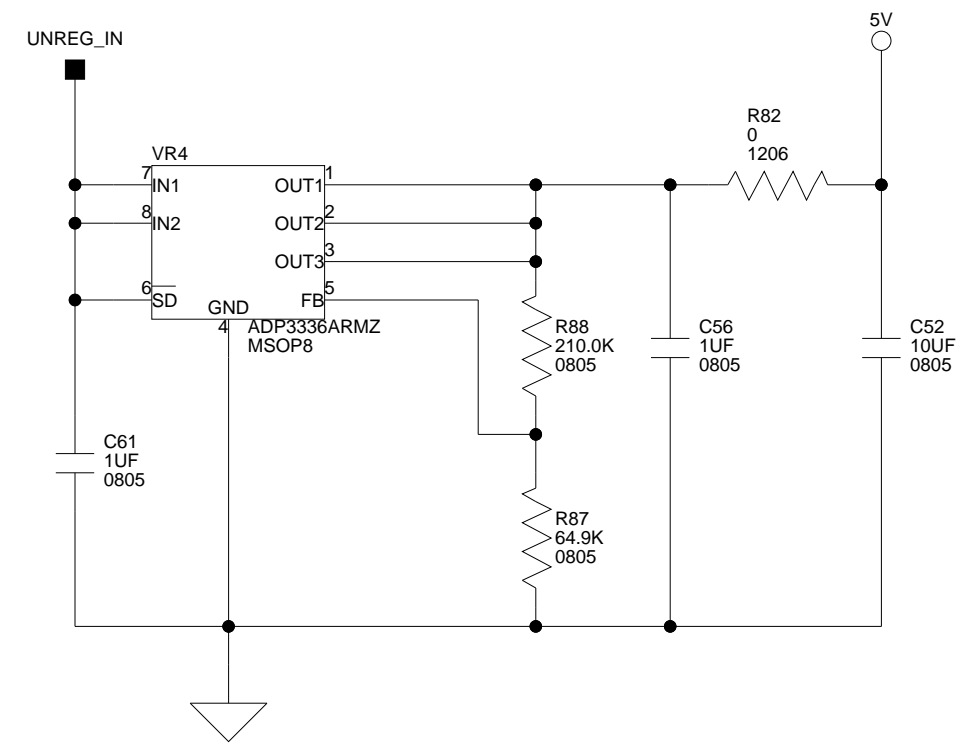 5V
UNREG_IN
R82
0
1206
VR4
7
IN1
OUT1
1
8
IN2
OUT2
2
OUT3
3
6
SD
FB
5
GND
4
ADP3336ARMZ
MSOP8
R88
210.0K
0805
C56
1UF
0805
C52
10UF
0805
C61
1UF
0805
R87
64.9K
0805